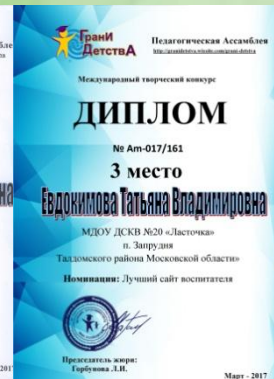 ГранИ
ДетствА
Педагогическая Ассамблея
Международный творческий конкурс
ДИПЛОМ
№ Am-017/161
3 место
Евдокимова Татьяна Владимировна
МДОУ ДСКВ №20 «Ласточка»
п. Запрудня
Талдомского района Московской области»
Номинация: Лучший сайт воспитателя
Председатель жюри:
Горбунова Л.И.
Март - 2017